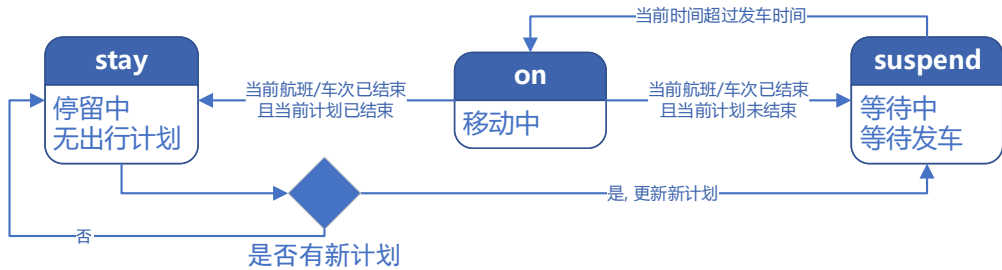 当前时间超过发车时间
stay
停留中
无出行计划
当前航班/车次已结束
且当前计划已结束
on
移动中
当前航班/车次已结束
且当前计划未结束
suspend
等待中
等待发车
是, 更新新计划
否
是否有新计划